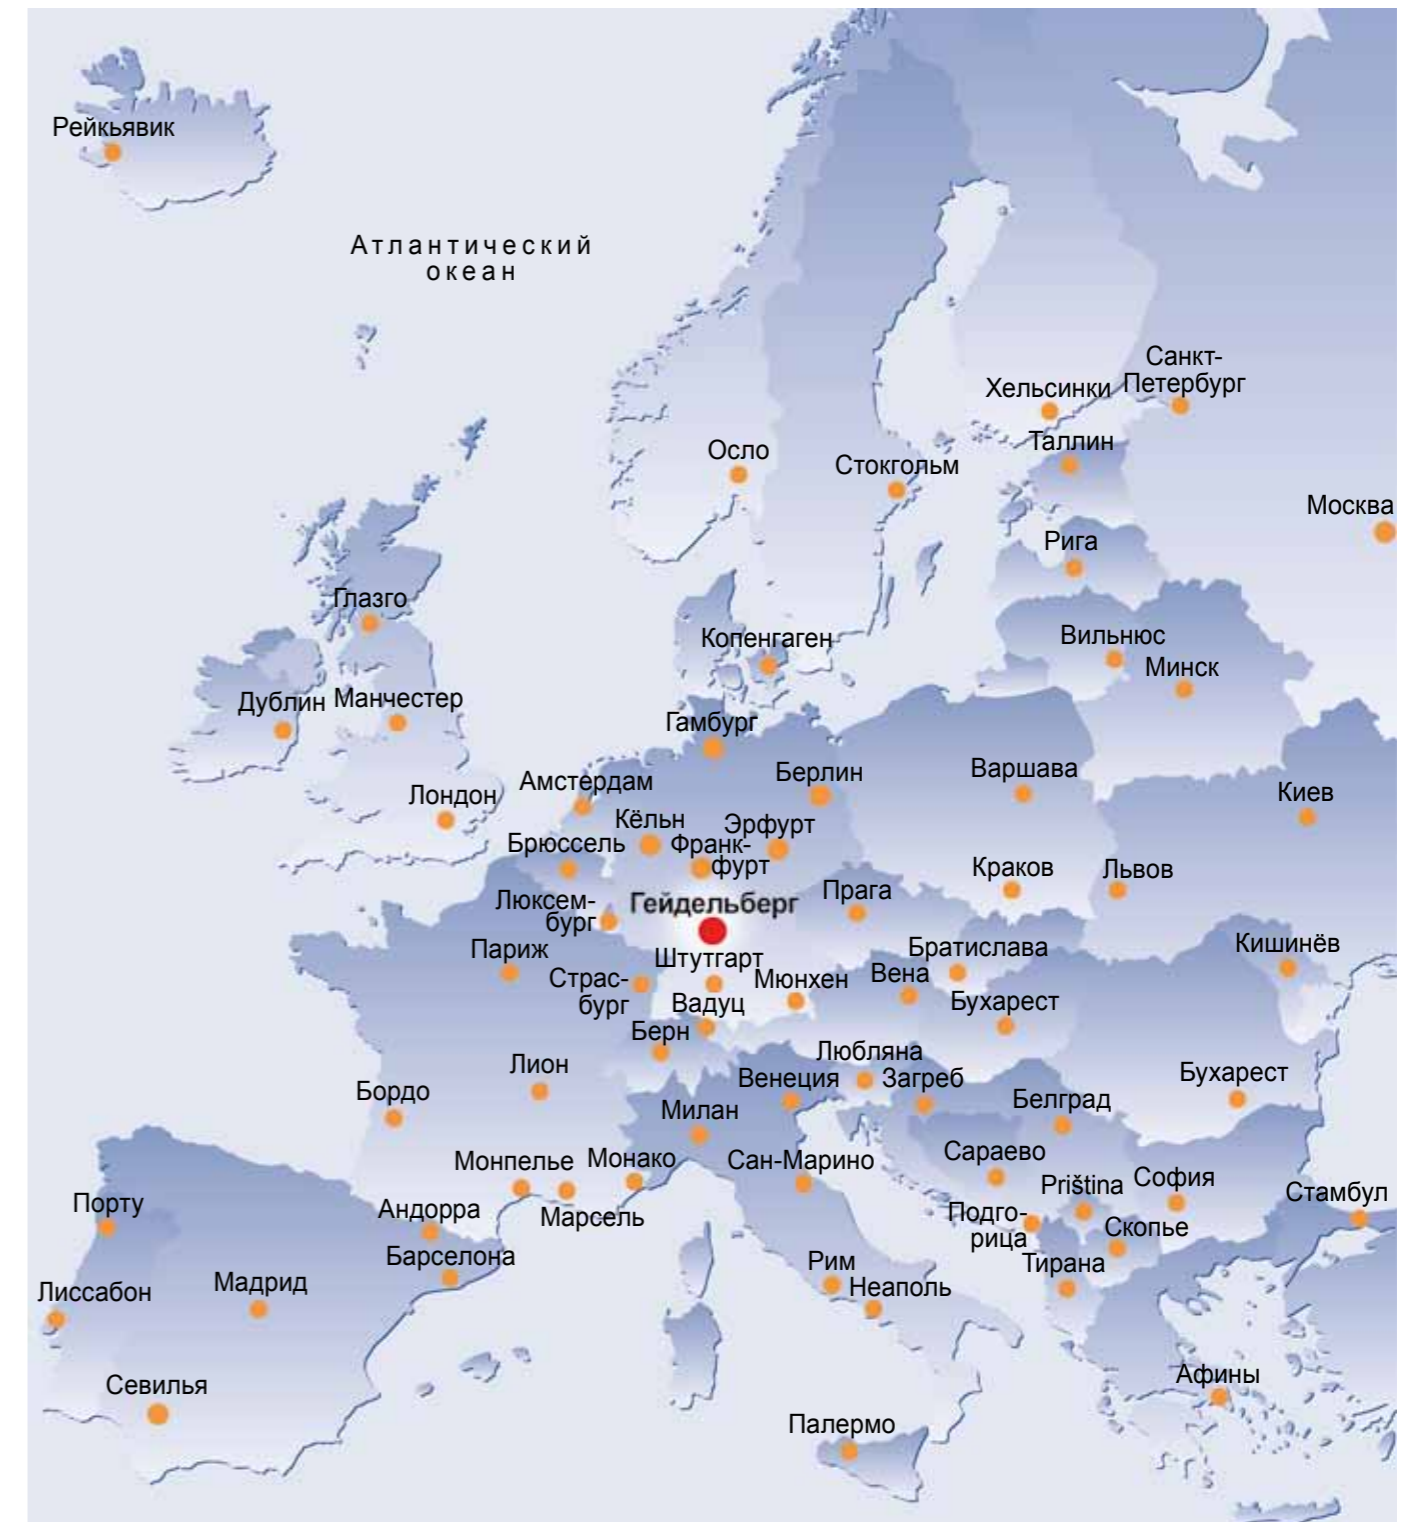 Рейкьявик
Атлантический
океан
Санкт-
Петербург
Хельсинки
Таллин
Осло
Стокгольм
Москва
Рига
Глазго
Копенгаген
Вильнюс
Минск
Дублин
Манчестер
Гамбург
Амстердам
Берлин
Варшава
Лондон
Киев
Кёльн
Эрфурт
Брюссель
Франк-
фурт
Краков
Львов
Прага
Люксем-
бург
Гейдельберг
Париж
Штутгарт
Братислава
Кишинёв
Страс-
бург
Мюнхен
Вена
Вадуц
Бухарест
Берн
Любляна
Лион
Венеция
Загреб
Бухарест
Бордо
Милан
Белград
Монпелье
Монако
Сан-Марино
Сараево
Priština
София
Стамбул
Порту
Андорра
Марсель
Подго-
рица
Скопье
Барселона
Рим
Тирана
Лиссабон
Мадрид
Неаполь
Севилья
Афины
Палермо